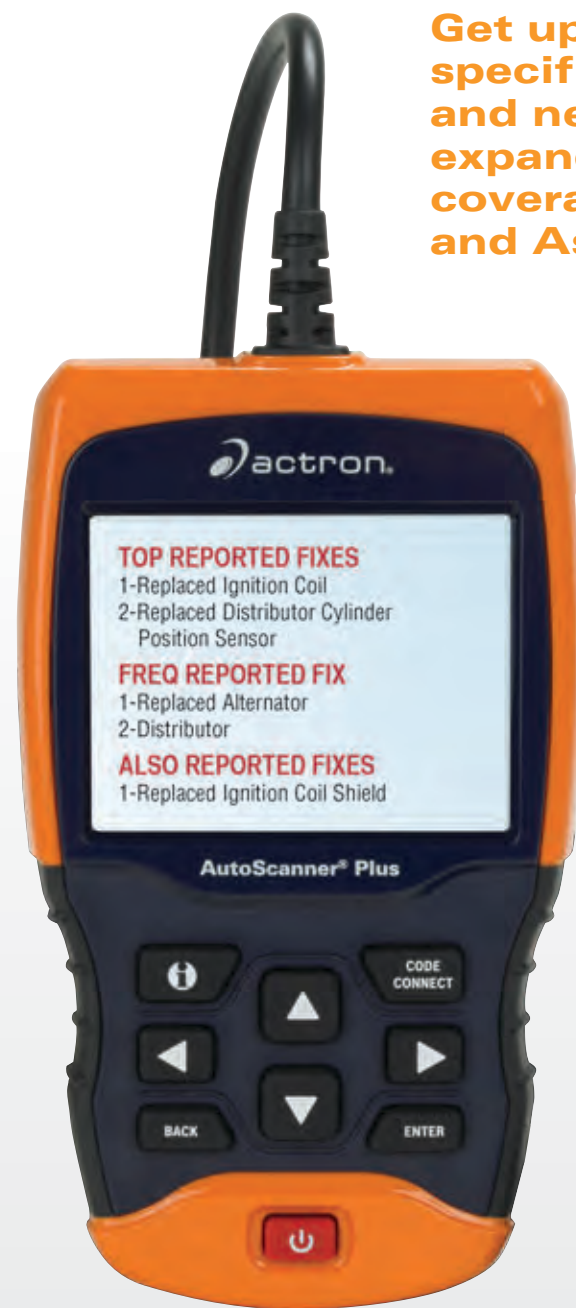 Get up
specif
and ne
expan
covera
and As
actron.
TOP REPORTED FIXES
1-Replaced Ignition Coil
2-Replaced Distributor Cylinder
Position Sensor
FREQ REPORTED FIX
1-Replaced Alternator
2-Distributor
ALSO REPORTED FIXES
1-Replaced Ignition Coil Shield
AutoScanner® Plus
CODE
CONNECT
BACK
ENTER